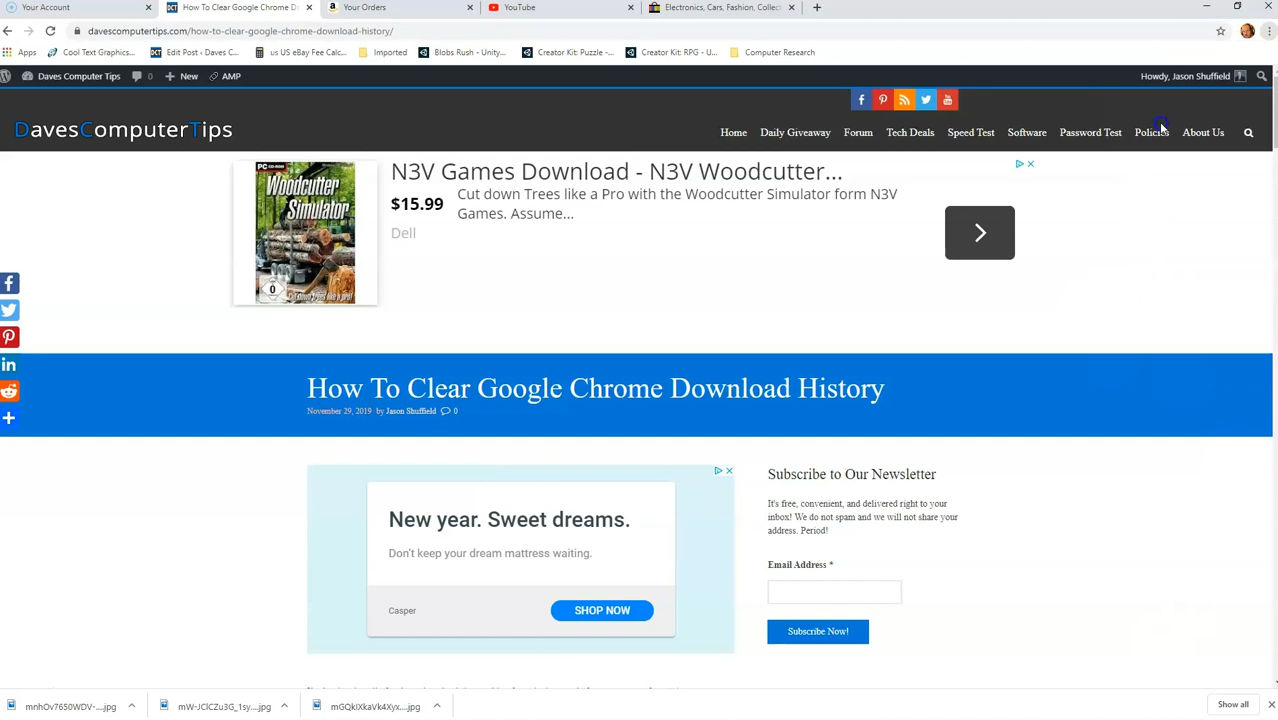 Your Account
How To Clear Google Chrome D
Your Orders
YouTube
Electronics, Cars, Fashion, Collect
davescomputertips.com/how-to-clear-google-chrome-download-history/
Apps
Cool Text Graphics...
Edit Post ‹ Daves C...
us US eBay Fee Calc...
Imported
Blobs Rush - Unity...
Creator Kit: Puzzle -...
Creator Kit: RPG - U...
Computer Research
Daves Computer Tips
0
New
AMP
Howdy, Jason Shuffield
DavesComputerTips
Home
Daily Giveaway
Forum
Tech Deals
Speed Test
Software
Password Test
Policies
About Us
PC CD-ROM
Woodcutter
Simulator
N3V Games Download - N3V Woodcutter...
$15.99
Cut down Trees like a Pro with the Woodcutter Simulator form N3V
Games. Assume...
Dell
How To Clear Google Chrome Download History
November 29, 2019 by Jason Shuffield 0
New year. Sweet dreams.
Don't keep your dream mattress waiting.
Casper
SHOP NOW
Subscribe to Our Newsletter
It's free, convenient, and delivered right to your
inbox! We do not spam and we will not share your
address. Period!
Email Address *
Subscribe Now!
mnhOv7650WDV-....jpg
mW-JClCZu3G_1sy....jpg
mGQkIXkaVk4Xyx....jpg
Show all